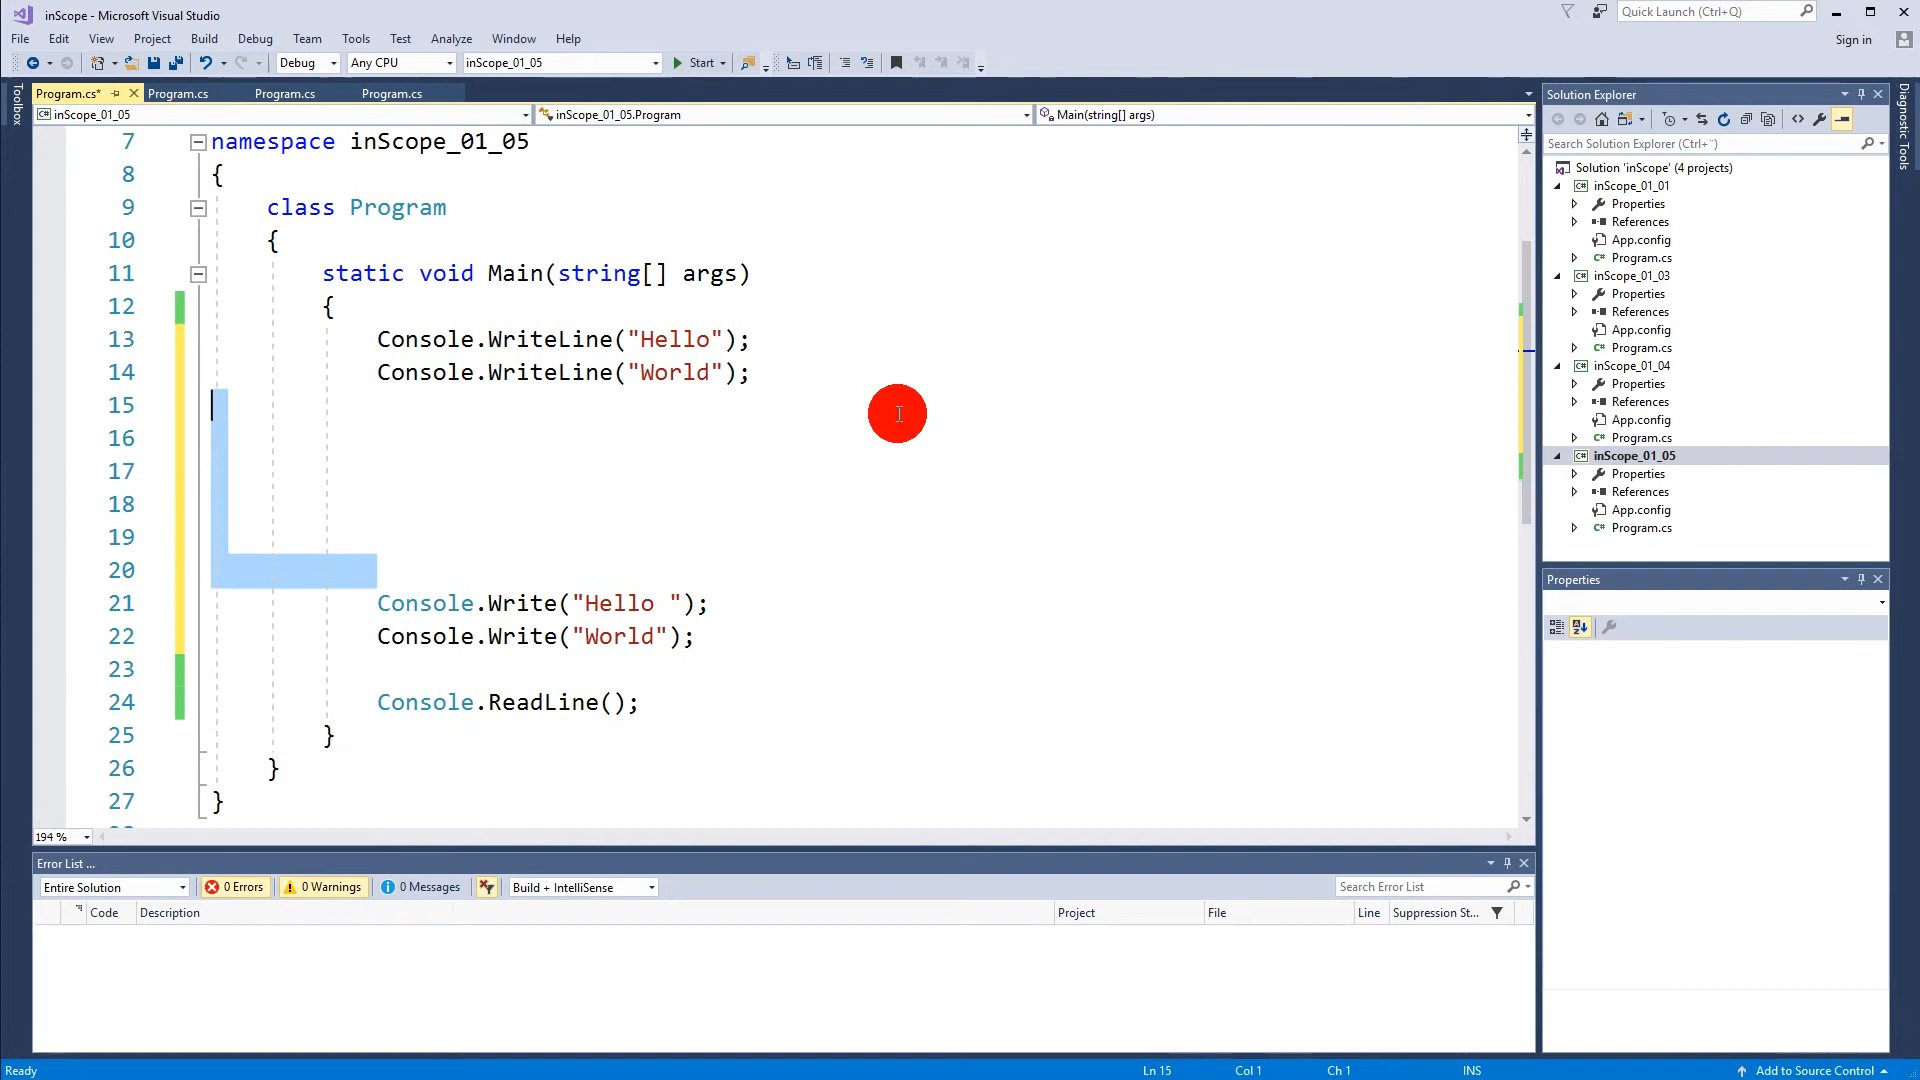 inScope - Microsoft Visual Studio
Quick Launch (Ctrl+Q)
File Edit View Project Build Debug Team Tools Test Analyze Window Help
Sign in
Debug Any CPU inScope_01_05 Start
Toolbox
Program.cs* Program.cs Program.cs Program.cs
inScope_01_05 inScope_01_05.Program Main(string[] args)
7 namespace inScope_01_05
8 {
9 class Program
10 {
11 static void Main(string[] args)
12 {
13 Console.WriteLine("Hello");
14 Console.WriteLine("World");
15
16
17
18
19
20
21 Console.Write("Hello ");
22 Console.Write("World");
23
24 Console.ReadLine();
25 }
26 }
27 }
194 %
Error List ...
Entire Solution 0 Errors 0 Warnings 0 Messages Build + IntelliSense Search Error List
Code Description Project File Line Suppression St...
Solution Explorer
Search Solution Explorer (Ctrl+¨)
Solution 'inScope' (4 projects)
inScope_01_01
Properties
References
App.config
Program.cs
inScope_01_03
Properties
References
App.config
Program.cs
inScope_01_04
Properties
References
App.config
Program.cs
inScope_01_05
Properties
References
App.config
Program.cs
Properties
Diagnostic Tools
Ready Ln 15 Col 1 Ch 1 INS Add to Source Control